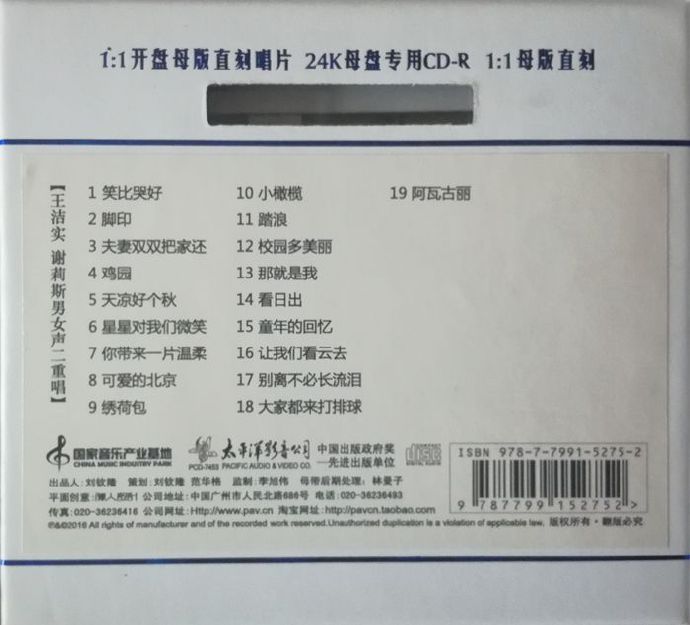 1:1开盘母版直刻唱片 24K母盘专用CD-R 1:1母版直刻
【王洁实 谢莉斯男女声二重唱】
1 笑比哭好
2 脚印
3 夫妻双双把家还
4 鸡园
5 天凉好个秋
6 星星对我们微笑
7 你带来一片温柔
8 可爱的北京
9 绣荷包
10 小橄榄
11 踏浪
12 校园多美丽
13 那就是我
14 看日出
15 童年的回忆
16 让我们看云去
17 别离不必长流泪
18 大家都来打排球
19 阿瓦古丽
国家音乐产业基地
CHINA MUSIC INDUITRY PARK
PCD-7453
太平洋影音公司
PACIFIC AUDIO & VIDEO CO.
中国出版政府奖
—先进出版单位
COMPACT
disc
DIGITAL AUDIO
ISBN 978-7-7991-5275-2
9 787799 152752 >
出品人：刘钦隆 策划：刘钦隆 范华格 监制：李旭伟 母带后期处理：林曼子
平面创意：公司地址：中国广州市人民北路686号 电话：020-36236493
传真：020-36236416 公司网址：Http://www.pav.cn 淘宝网址：http://pavcn.taobao.com
℗&©2016 All rights of manufacturer and of the recorded work reserved.Unauthorized duplication is a violation of applicable law. 版权所有·翻版必究